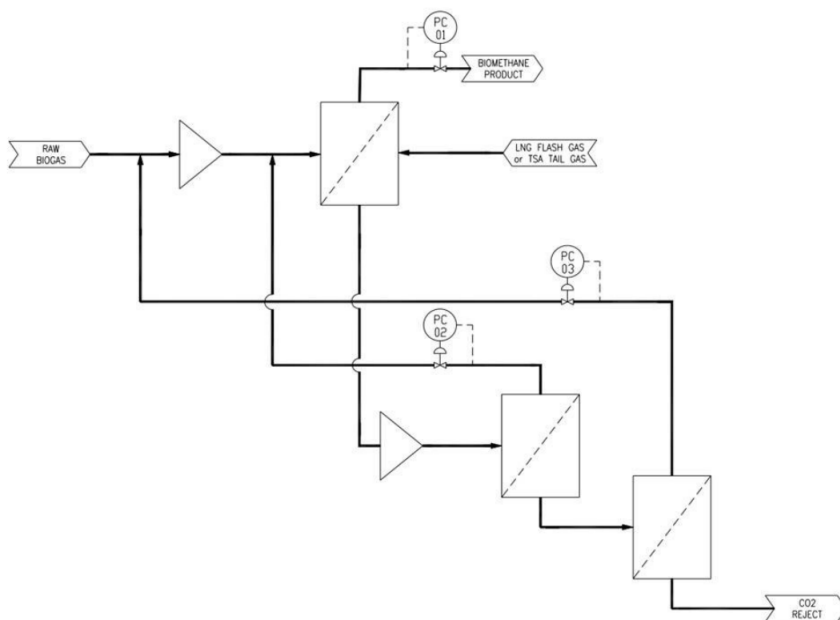 PC
01
BIOMETHANE
PRODUCT
RAW
BIOGAS
LNG FLASH GAS
or TSA TAIL GAS
PC
03
PC
02
CO2
REJECT